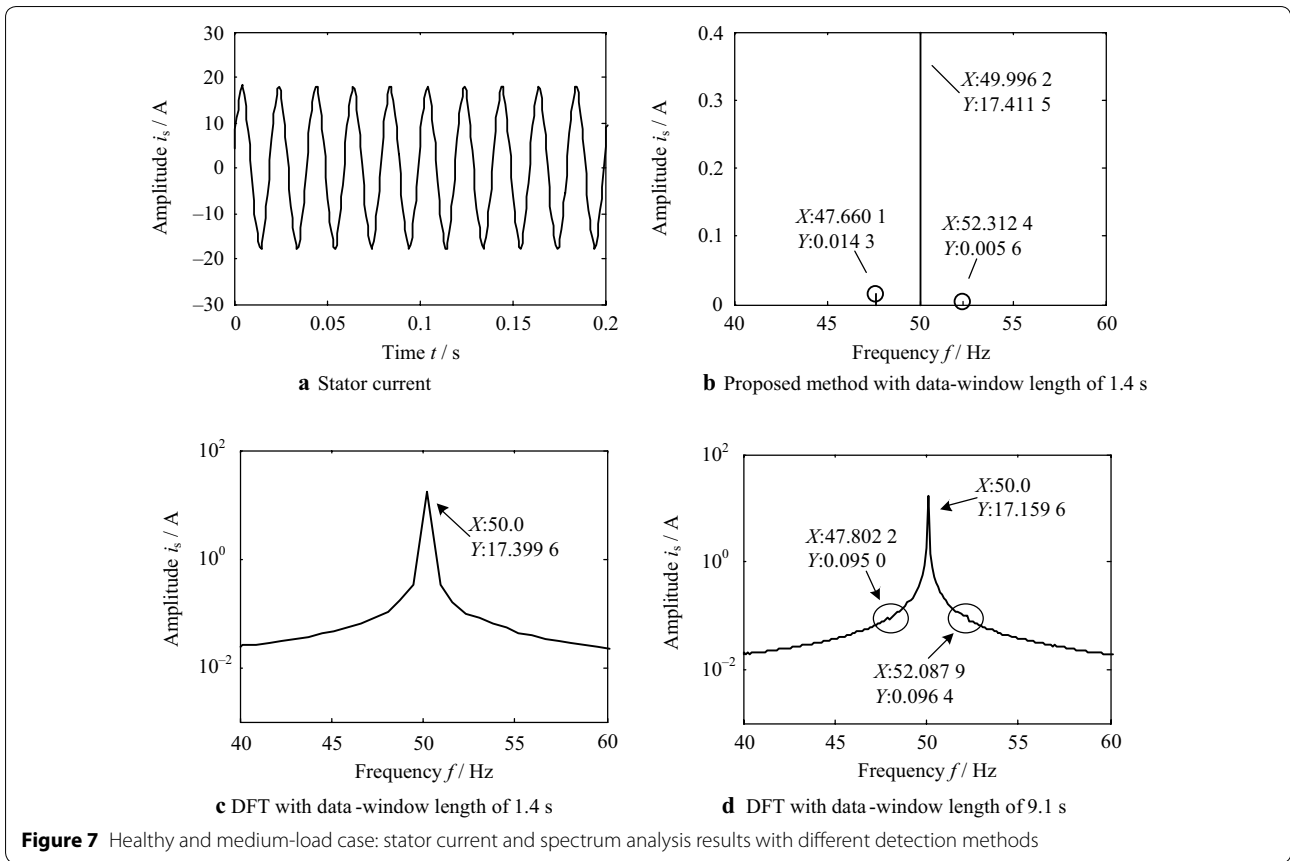 30
20
10
0
–10
–20
–30
0
0.05
0.1
0.15
0.2
Amplitude is / A
Time t / s
a Stator current
0.4
0.3
0.2
0.1
0
40
45
50
55
60
X:49.996 2
Y:17.411 5
X:47.660 1
Y:0.014 3
X:52.312 4
Y:0.005 6
Amplitude is / A
Frequency f / Hz
b Proposed method with data-window length of 1.4 s
10^2
10^0
10^-2
40
45
50
55
60
X:50.0
Y:17.399 6
Amplitude is / A
Frequency f / Hz
c DFT with data-window length of 1.4 s
10^2
10^0
10^-2
40
45
50
55
60
X:50.0
Y:17.159 6
X:47.802 2
Y:0.095 0
X:52.087 9
Y:0.096 4
Amplitude is / A
Frequency f / Hz
d DFT with data-window length of 9.1 s
Figure 7 Healthy and medium-load case: stator current and spectrum analysis results with different detection methods